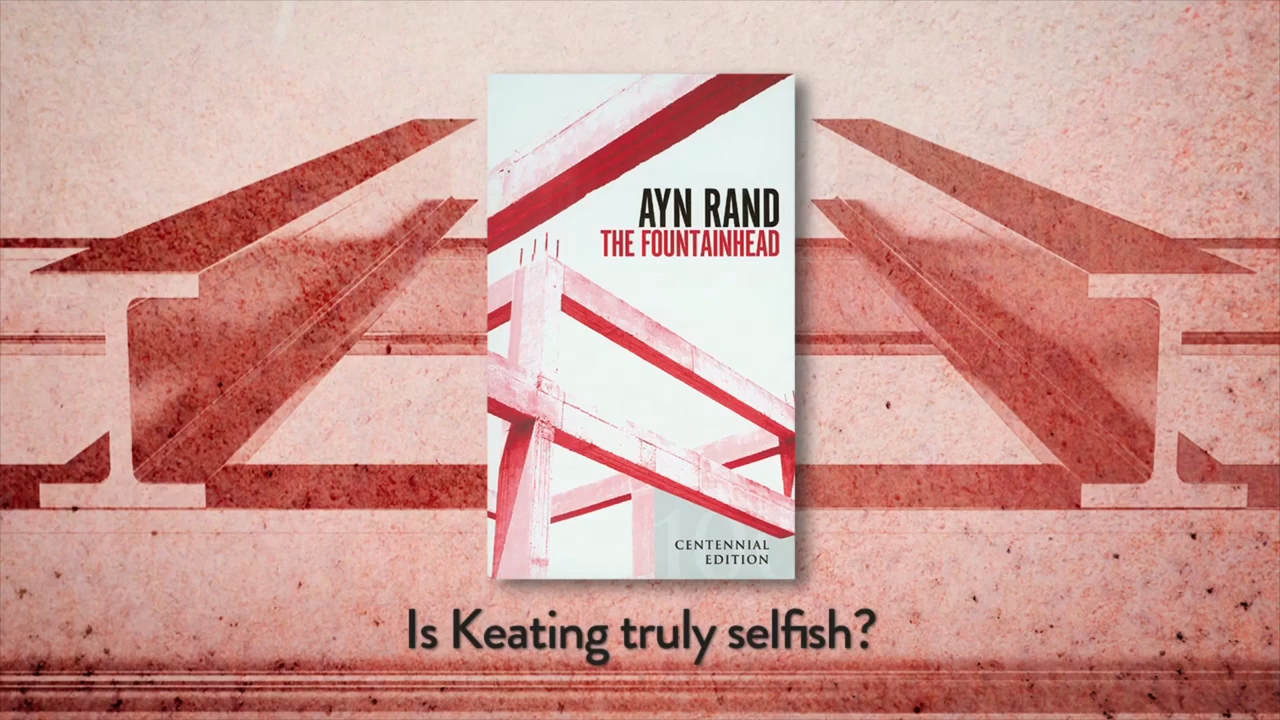 AYN RAND
THE FOUNTAINHEAD
CENTENNIAL
EDITION
Is Keating truly selfish?